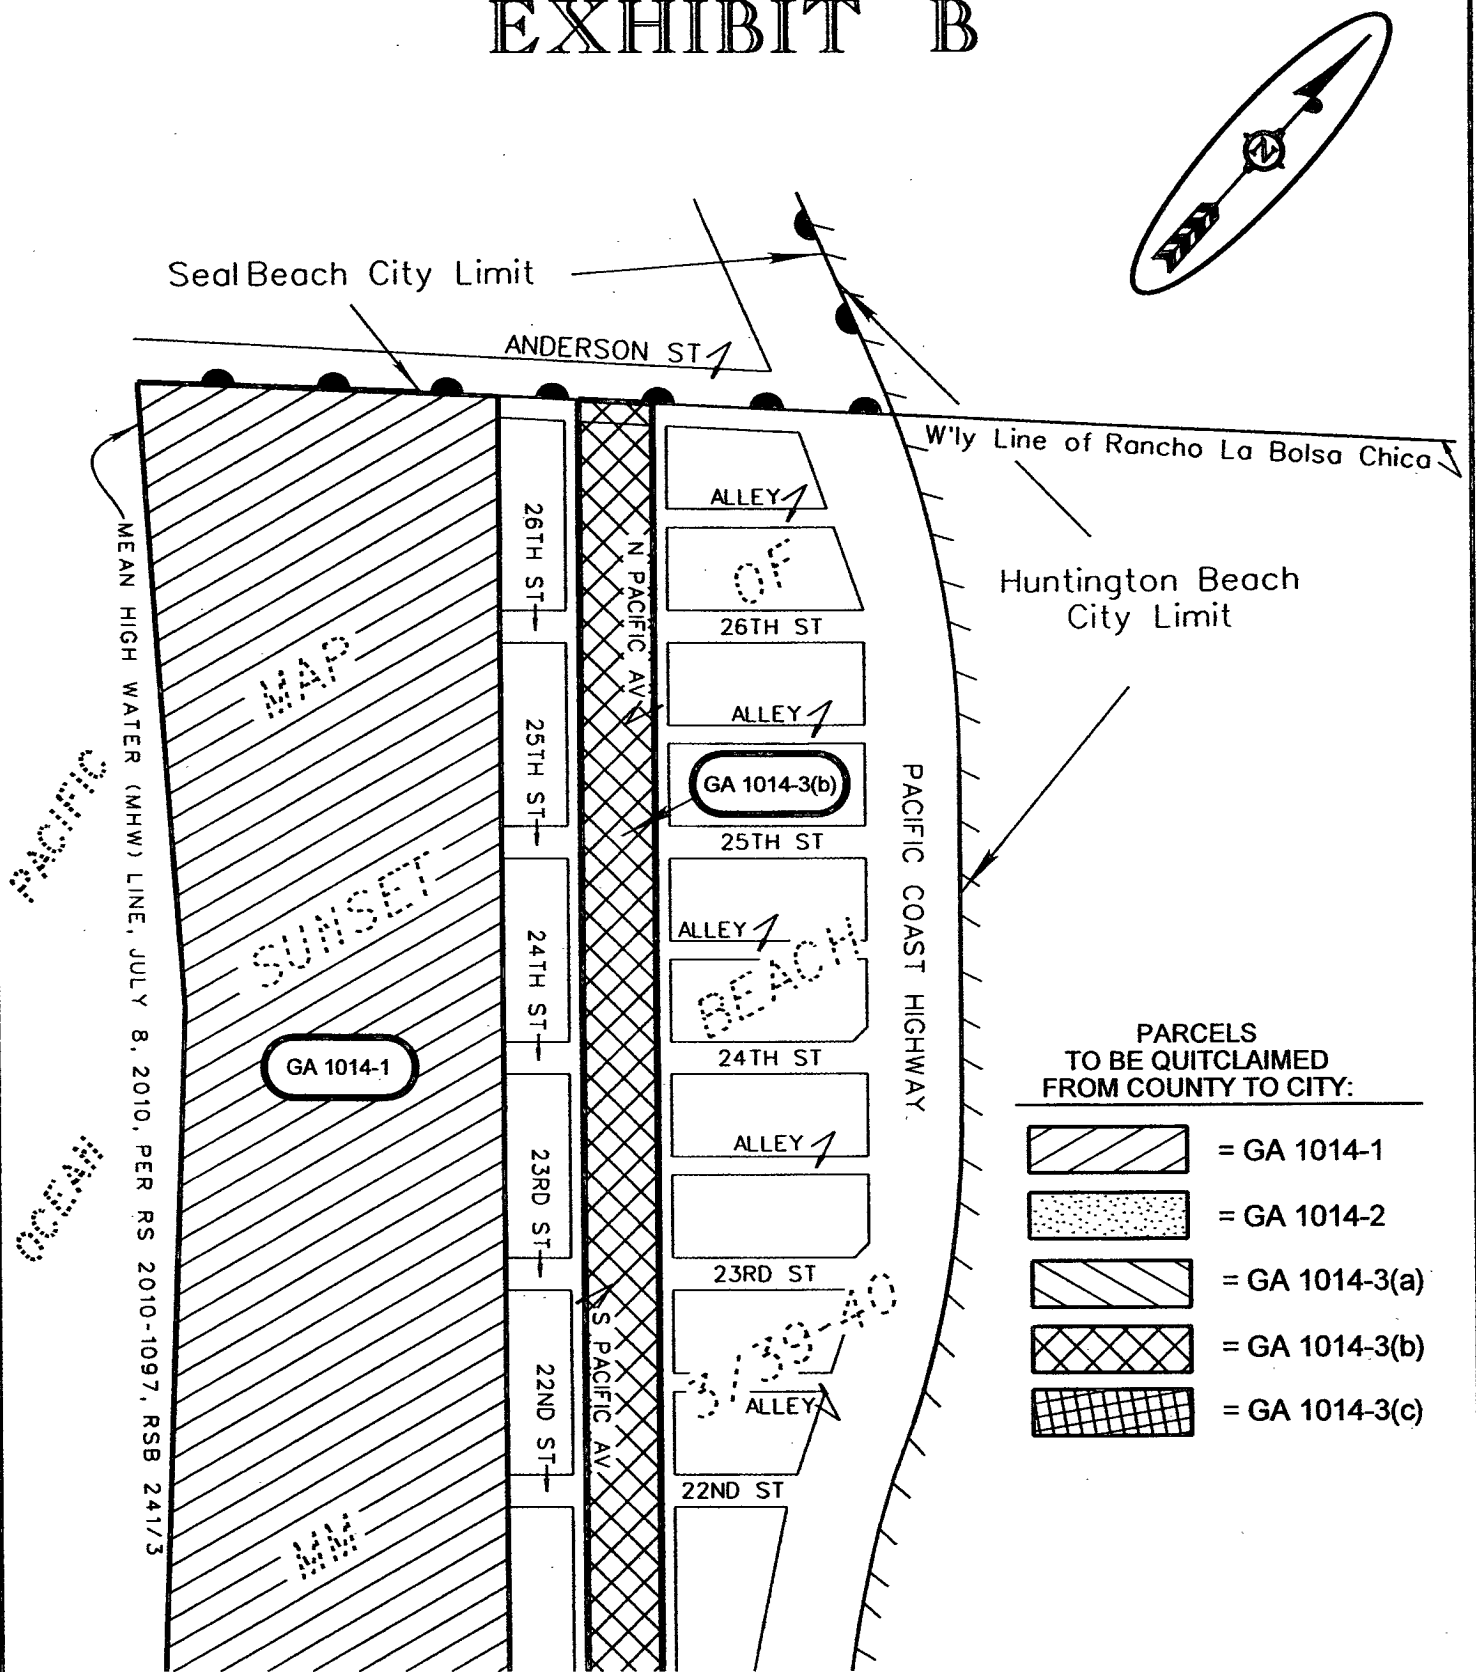 EXHIBIT B
N
Seal Beach City Limit
ANDERSON ST
W'ly Line of Rancho La Bolsa Chica
Huntington Beach
City Limit
MEAN HIGH WATER (MHW) LINE, JULY 8, 2010, PER RS 2010-1097, RSB 241/3
PACIFIC
OCEAN
MAP
OF
SUNSET
BEACH
MM
3/39-40
26TH ST
25TH ST
24TH ST
23RD ST
22ND ST
N PACIFIC AV
S PACIFIC AV
ALLEY
26TH ST
ALLEY
GA 1014-3(b)
25TH ST
ALLEY
24TH ST
ALLEY
23RD ST
ALLEY
22ND ST
PACIFIC COAST HIGHWAY.
GA 1014-1
PARCELS
TO BE QUITCLAIMED
FROM COUNTY TO CITY:
= GA 1014-1
= GA 1014-2
= GA 1014-3(a)
= GA 1014-3(b)
= GA 1014-3(c)